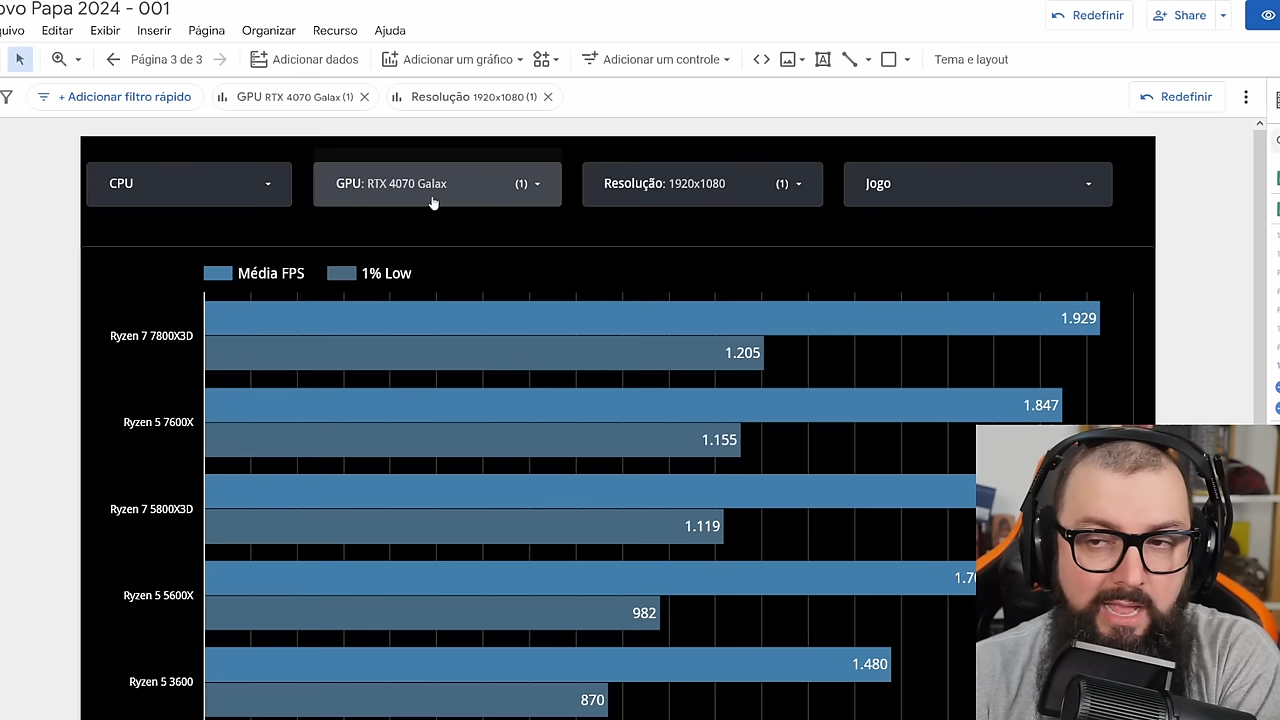 ovo Papa 2024 - 001
Redefinir
Share
quivo Editar Exibir Inserir Página Organizar Recurso Ajuda
Página 3 de 3 Adicionar dados Adicionar um gráfico Adicionar um controle Tema e layout
+ Adicionar filtro rápido GPU RTX 4070 Galax (1) Resolução 1920x1080 (1) Redefinir
CPU GPU: RTX 4070 Galax (1) Resolução: 1920x1080 (1) Jogo
Média FPS 1% Low
1.929
Ryzen 7 7800X3D
1.205
1.847
Ryzen 5 7600X
1.155
Ryzen 7 5800X3D
1.119
1.7
Ryzen 5 5600X
982
1.480
Ryzen 5 3600
870